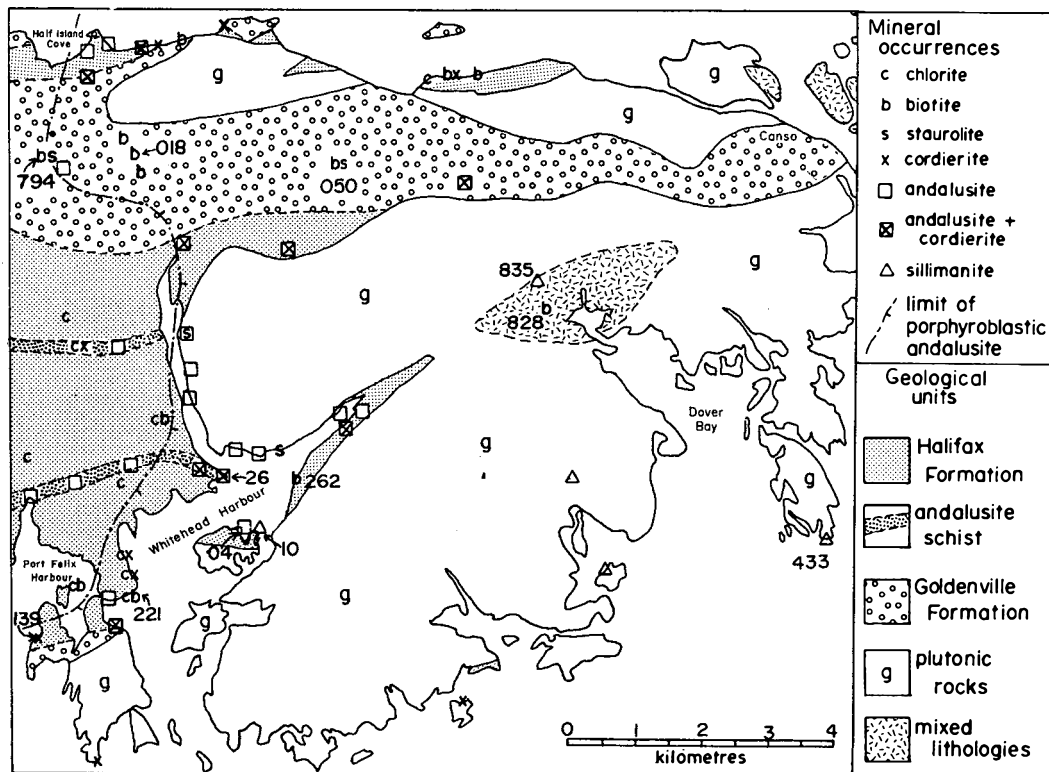 Half Island
Cove
x
b
g
c bx b
g
g
Canso
b
b ←018
b
bs
794
bs
050
835
g
g
b
828
c
s
cx
cb
c
s
c
Dover
Bay
g
←26
b 262
g
Whitehead Harbour
04
10
433
cx
cx
Port Felix
Harbour
cb
cb
221
139
x
g
g
g
x
x
0 1 2 3 4
kilometres
Mineral
occurrences
c chlorite
b biotite
s staurolite
x cordierite
andalusite
andalusite +
cordierite
sillimanite
limit of
porphyroblastic
andalusite
Geological
units
Halifax
Formation
andalusite
schist
Goldenville
Formation
g plutonic
rocks
mixed
lithologies